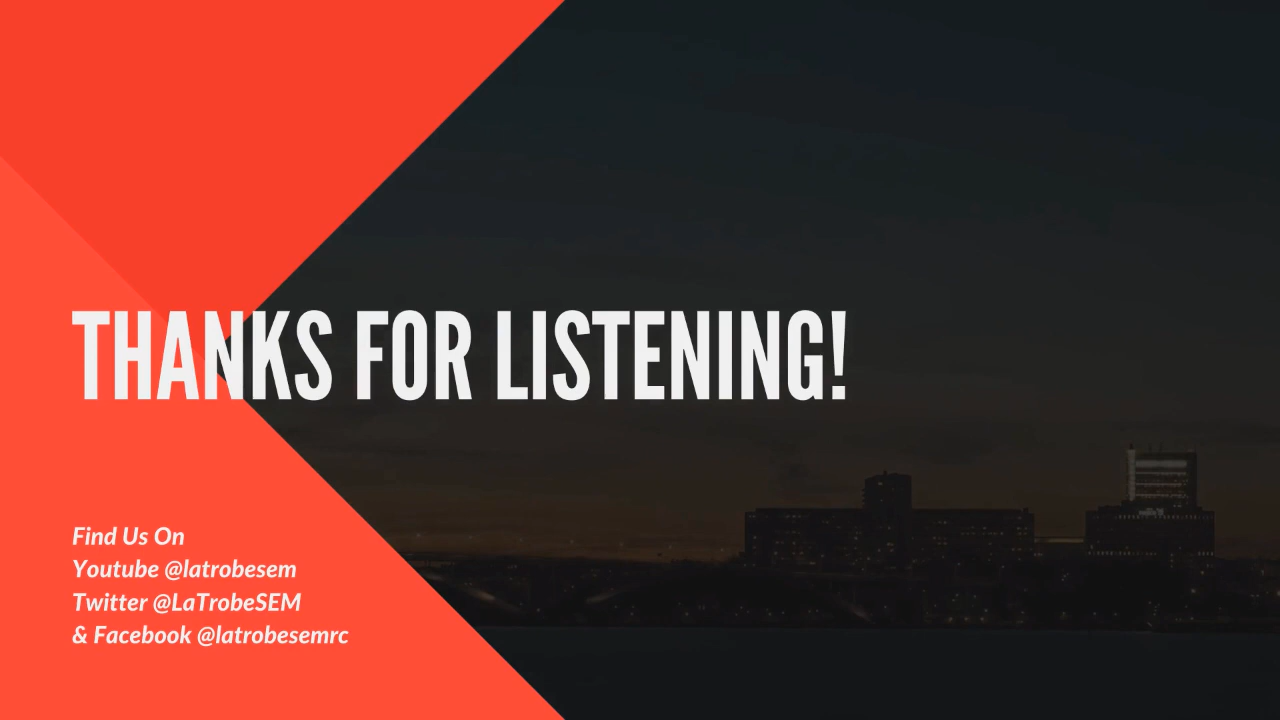 THANKS FOR LISTENING!
Find Us On
Youtube @latrobesem
Twitter @LaTrobeSEM
& Facebook @latrobesemrc